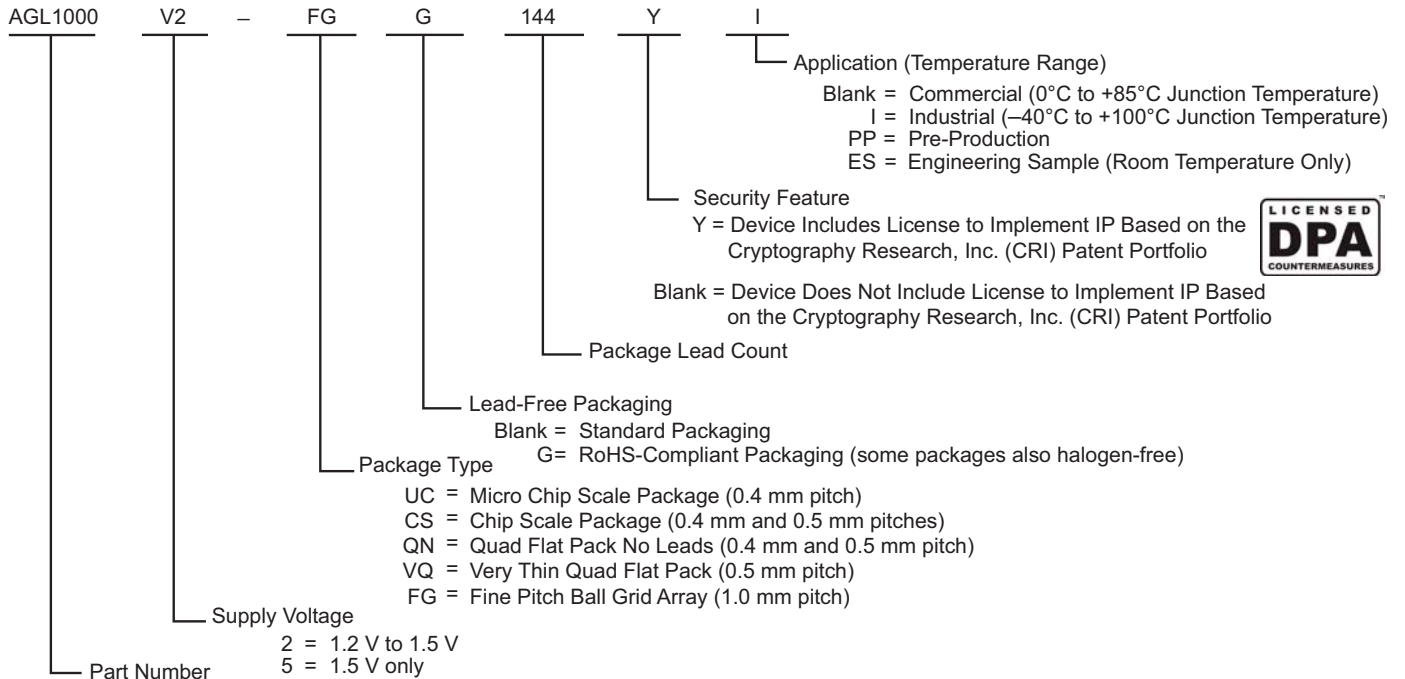 AGL1000 V2 – FG G 144 Y I
Application (Temperature Range)
Blank = Commercial (0°C to +85°C Junction Temperature)
I = Industrial (–40°C to +100°C Junction Temperature)
PP = Pre-Production
ES = Engineering Sample (Room Temperature Only)
Security Feature
Y = Device Includes License to Implement IP Based on the
Cryptography Research, Inc. (CRI) Patent Portfolio
LICENSED ™
DPA
COUNTERMEASURES
Blank = Device Does Not Include License to Implement IP Based
on the Cryptography Research, Inc. (CRI) Patent Portfolio
Package Lead Count
Lead-Free Packaging
Blank = Standard Packaging
G= RoHS-Compliant Packaging (some packages also halogen-free)
Package Type
UC = Micro Chip Scale Package (0.4 mm pitch)
CS = Chip Scale Package (0.4 mm and 0.5 mm pitches)
QN = Quad Flat Pack No Leads (0.4 mm and 0.5 mm pitch)
VQ = Very Thin Quad Flat Pack (0.5 mm pitch)
FG = Fine Pitch Ball Grid Array (1.0 mm pitch)
Supply Voltage
2 = 1.2 V to 1.5 V
5 = 1.5 V only
Part Number